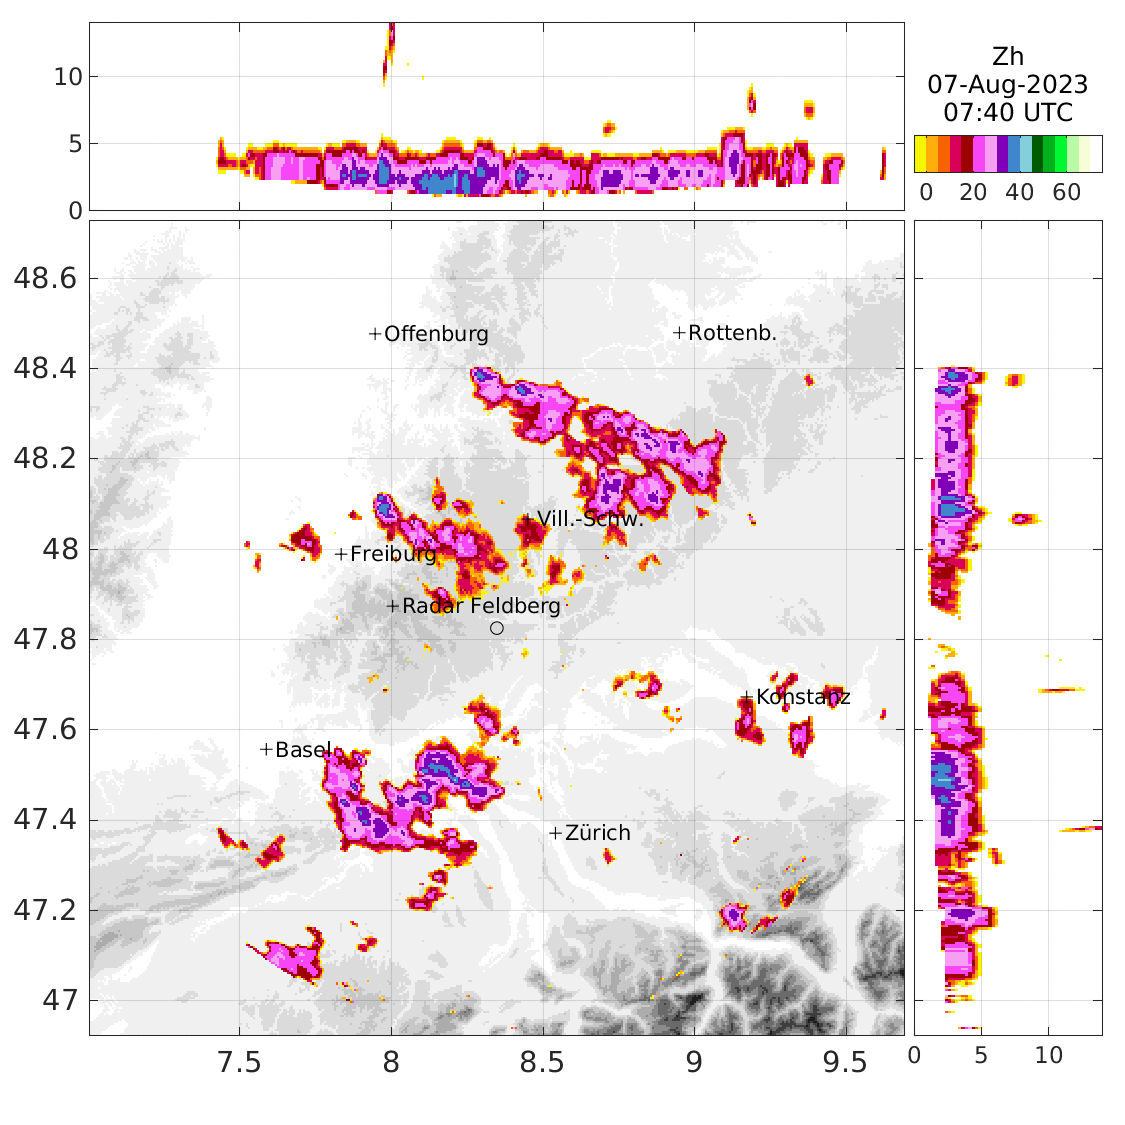 10
5
0
Zh
07-Aug-2023
07:40 UTC
0 20 40 60
48.6
48.4
48.2
48
47.8
47.6
47.4
47.2
47
+Offenburg
+Rottenb.
+Vill.-Schw.
+Freiburg
+Radar Feldberg
+Konstanz
+Basel
+Zürich
7.5 8 8.5 9 9.5
0 5 10